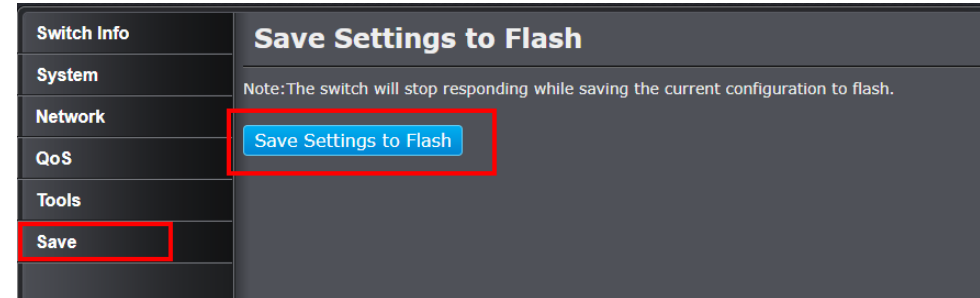 Switch Info
System
Network
QoS
Tools
Save
Save Settings to Flash
Note:The switch will stop responding while saving the current configuration to flash.
Save Settings to Flash